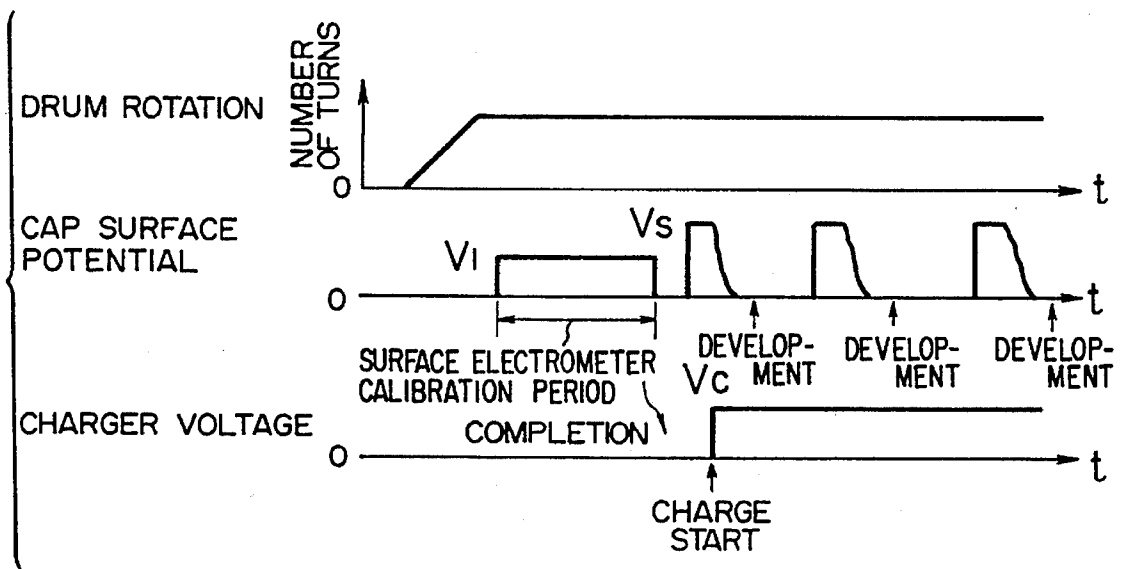 NUMBER
OF TURNS
DRUM ROTATION
0
t
CAP SURFACE
POTENTIAL
VI
VS
0
t
SURFACE ELECTROMETER
CALIBRATION PERIOD
DEVELOP-
MENT
DEVELOP-
MENT
DEVELOP-
MENT
VC
CHARGER VOLTAGE
COMPLETION
0
t
CHARGE
START